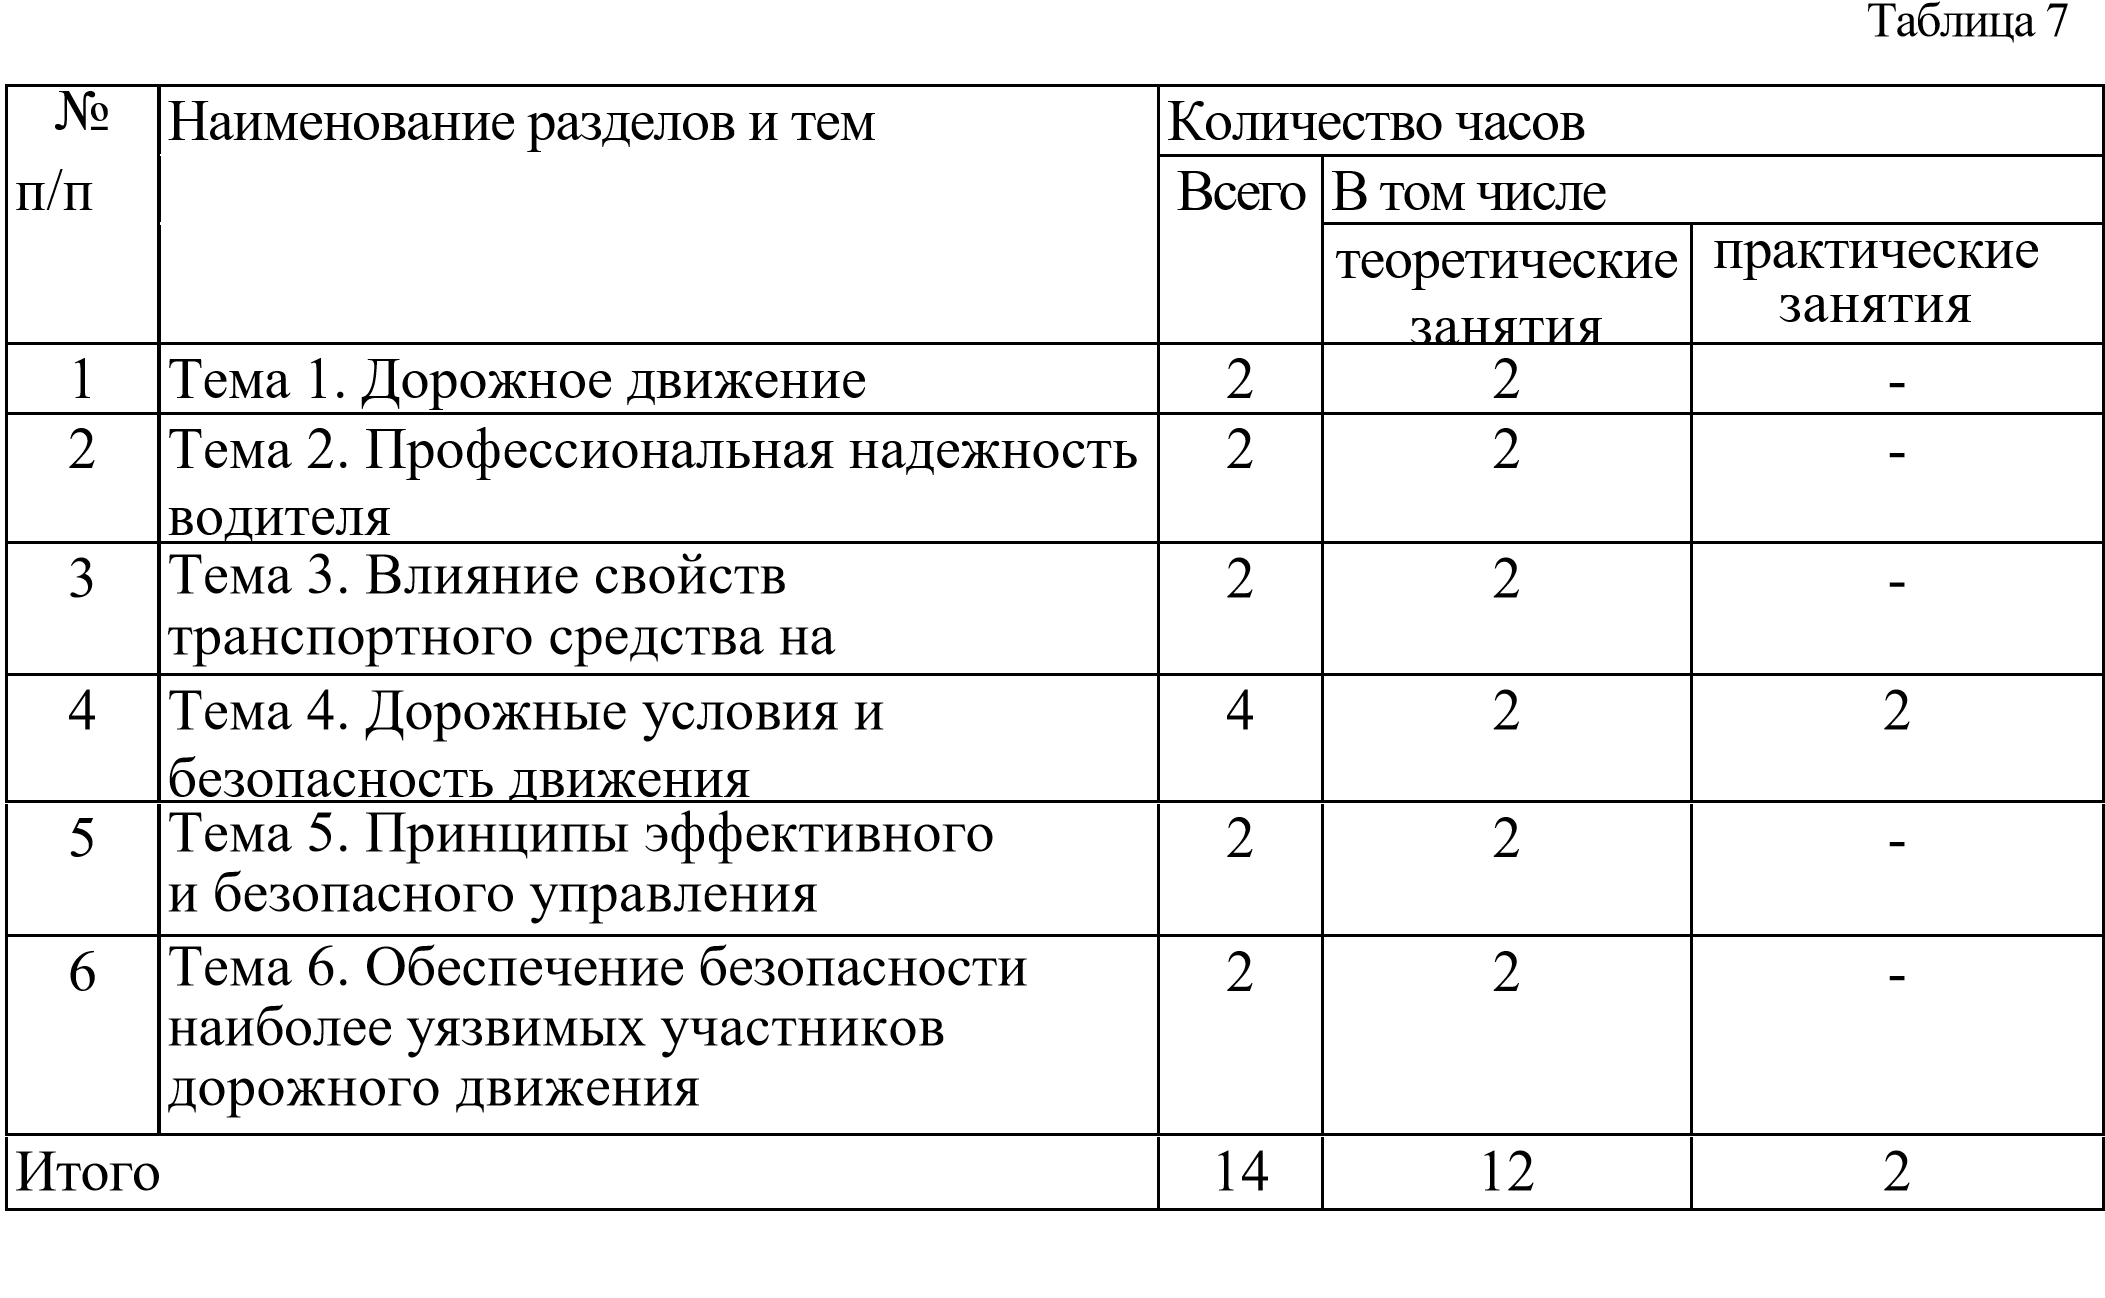 Таблица 7
№
п/п
Наименование разделов и тем
Количество часов
Всего
В том числе
теоретические
занятия
практические
занятия
1
Тема 1. Дорожное движение
2
2
-
2
Тема 2. Профессиональная надежность
водителя
2
2
-
3
Тема 3. Влияние свойств
транспортного средства на
2
2
-
4
Тема 4. Дорожные условия и
безопасность движения
4
2
2
5
Тема 5. Принципы эффективного
и безопасного управления
2
2
-
6
Тема 6. Обеспечение безопасности
наиболее уязвимых участников
дорожного движения
2
2
-
Итого
14
12
2